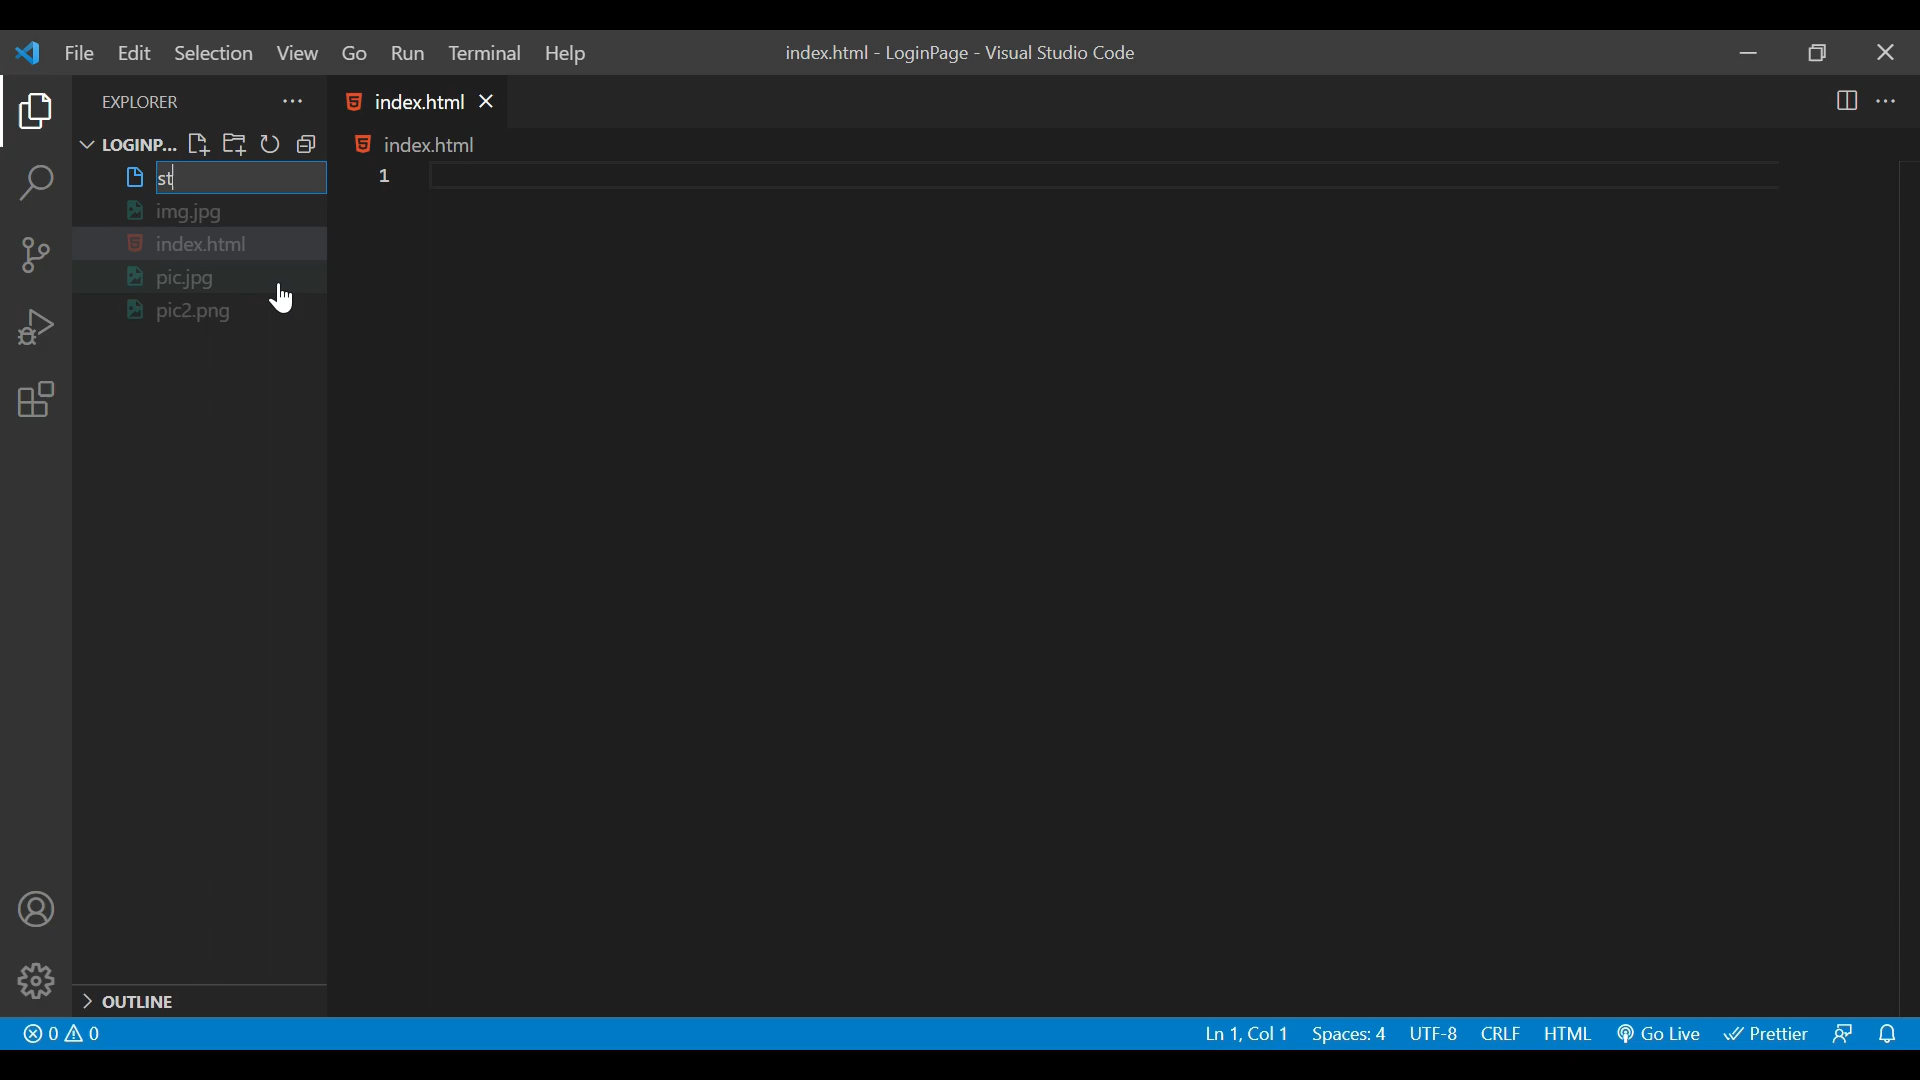 File Edit Selection View Go Run Terminal Help
index.html - LoginPage - Visual Studio Code
EXPLORER
index.html
LOGINP...
index.html
st
1
img.jpg
index.html
pic.jpg
pic2.png
OUTLINE
0 0
Ln 1, Col 1 Spaces: 4 UTF-8 CRLF HTML Go Live Prettier